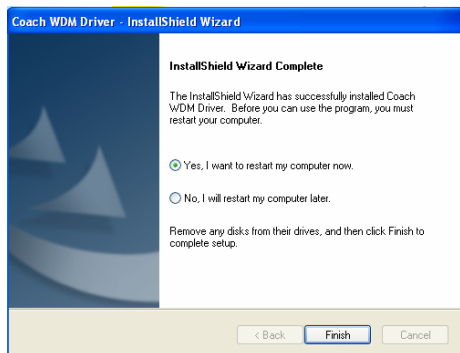 Coach WDM Driver - InstallShield Wizard
InstallShield Wizard Complete
The InstallShield Wizard has successfully installed Coach
WDM Driver. Before you can use the program, you must
restart your computer.
Yes, I want to restart my computer now.
No, I will restart my computer later.
Remove any disks from their drives, and then click Finish to
complete setup.
< Back
Finish
Cancel